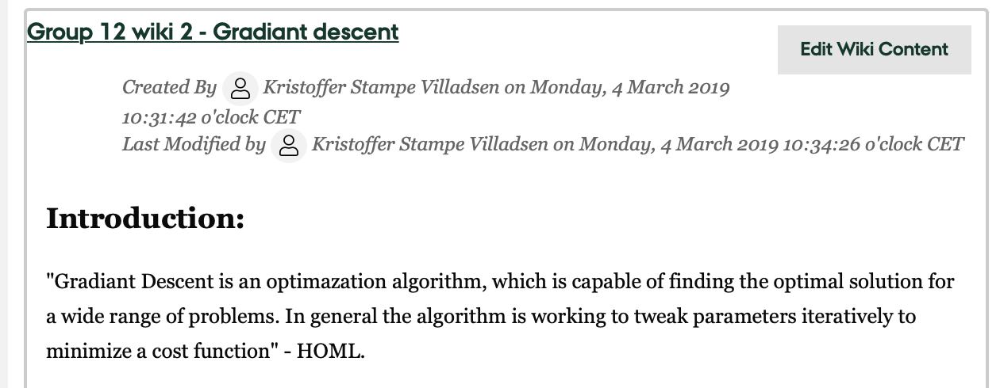 Group 12 wiki 2 - Gradiant descent
Edit Wiki Content
Created By Kristoffer Stampe Villadsen on Monday, 4 March 2019
10:31:42 o'clock CET
Last Modified by Kristoffer Stampe Villadsen on Monday, 4 March 2019 10:34:26 o'clock CET
Introduction:
"Gradiant Descent is an optimazation algorithm, which is capable of finding the optimal solution for
a wide range of problems. In general the algorithm is working to tweak parameters iteratively to
minimize a cost function" - HOML.